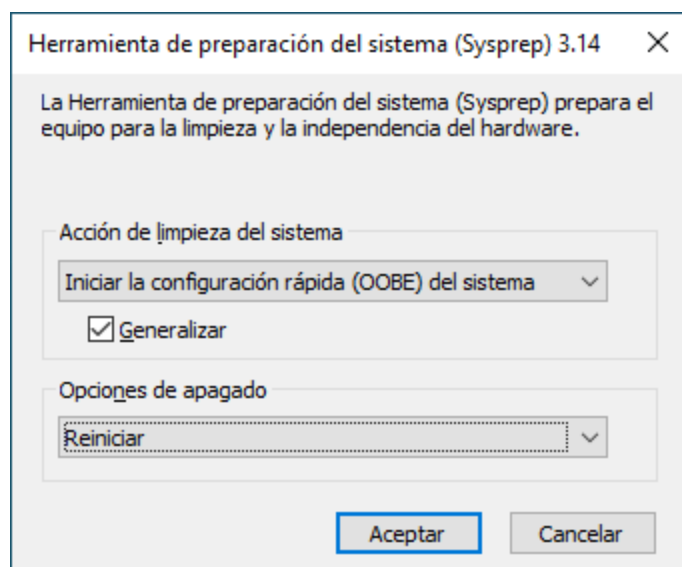 Herramienta de preparación del sistema (Sysprep) 3.14
La Herramienta de preparación del sistema (Sysprep) prepara el
equipo para la limpieza y la independencia del hardware.
Acción de limpieza del sistema
Iniciar la configuración rápida (OOBE) del sistema
Generalizar
Opciones de apagado
Reiniciar
Aceptar Cancelar